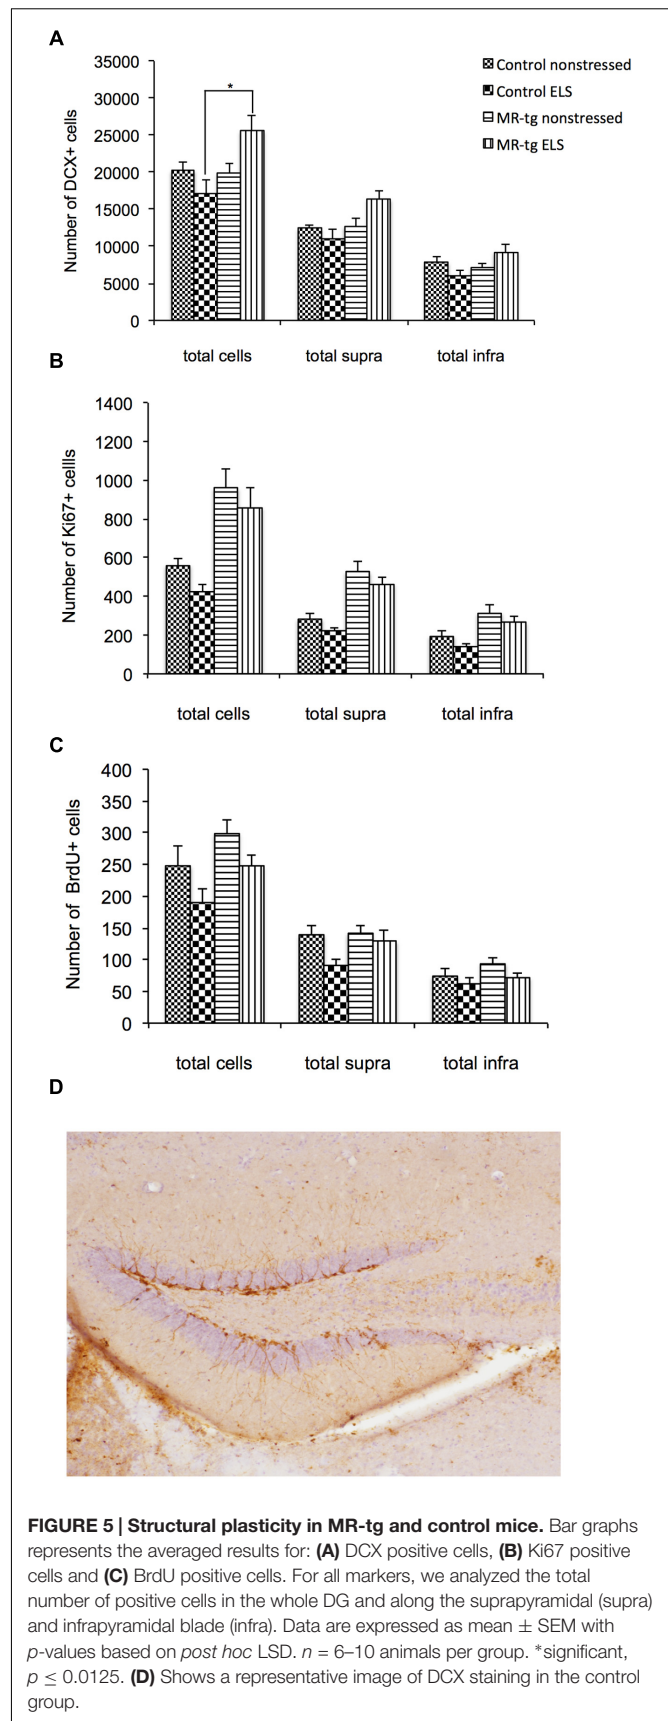 A
35000
30000
25000
20000
15000
10000
5000
0
Number of DCX+ cells
*
Control nonstressed
Control ELS
MR-tg nonstressed
MR-tg ELS
total cells total supra total infra
B
1400
1200
1000
800
600
400
200
0
Number of Ki67+ cellls
total cells total supra total infra
C
400
350
300
250
200
150
100
50
0
Number of BrdU+ cells
total cells total supra total infra
D
FIGURE 5 | Structural plasticity in MR-tg and control mice. Bar graphs
represents the averaged results for: (A) DCX positive cells, (B) Ki67 positive
cells and (C) BrdU positive cells. For all markers, we analyzed the total
number of positive cells in the whole DG and along the suprapyramidal (supra)
and infrapyramidal blade (infra). Data are expressed as mean ± SEM with
p-values based on post hoc LSD. n = 6–10 animals per group. *significant,
p ≤ 0.0125. (D) Shows a representative image of DCX staining in the control
group.